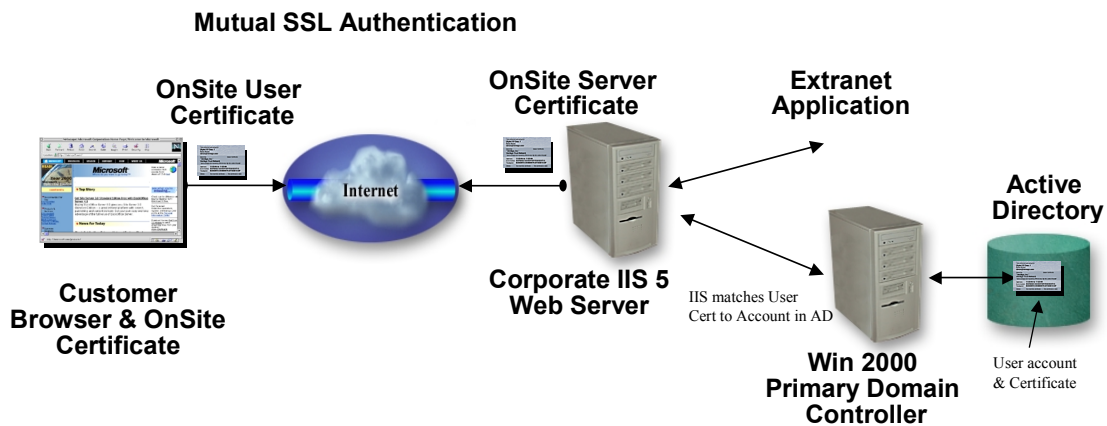 Mutual SSL Authentication
OnSite User
Certificate
OnSite Server
Certificate
Extranet
Application
Microsoft
Internet
Active
Directory
Customer
Browser & OnSite
Certificate
Corporate IIS 5
Web Server
IIS matches User
Cert to Account in AD
Win 2000
Primary Domain
Controller
User account
& Certificate